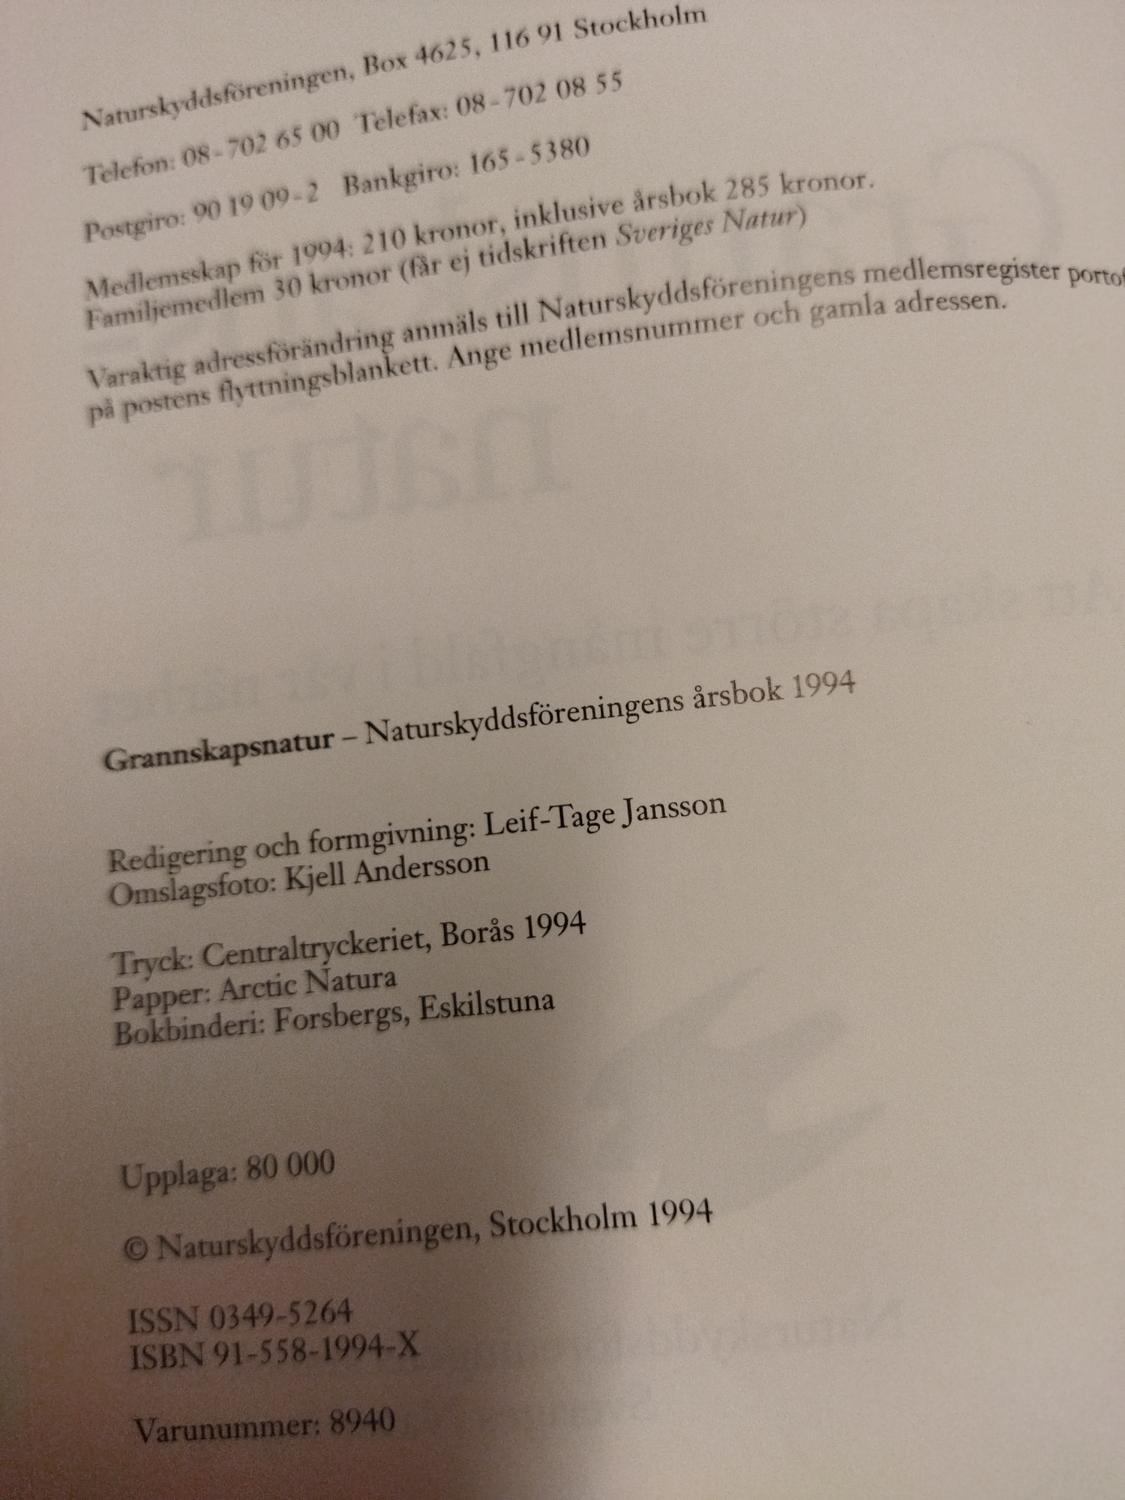 Naturskyddsföreningen, Box 4625, 116 91 Stockholm
Telefon: 08-702 65 00 Telefax: 08-702 08 55
Postgiro: 90 19 09-2 Bankgiro: 165-5380
Medlemsskap för 1994: 210 kronor, inklusive årsbok 285 kronor.
Familjemedlem 30 kronor (får ej tidskriften Sveriges Natur)
Varaktig adressförändring anmäls till Naturskyddsföreningens medlemsregister
på postens flyttningsblankett. Ange medlemsnummer och gamla adressen.
Grannskapsnatur – Naturskyddsföreningens årsbok 1994
Redigering och formgivning: Leif-Tage Jansson
Omslagsfoto: Kjell Andersson
Tryck: Centraltryckeriet, Borås 1994
Papper: Arctic Natura
Bokbinderi: Forsbergs, Eskilstuna
Upplaga: 80 000
© Naturskyddsföreningen, Stockholm 1994
ISSN 0349-5264
ISBN 91-558-1994-X
Varunummer: 8940